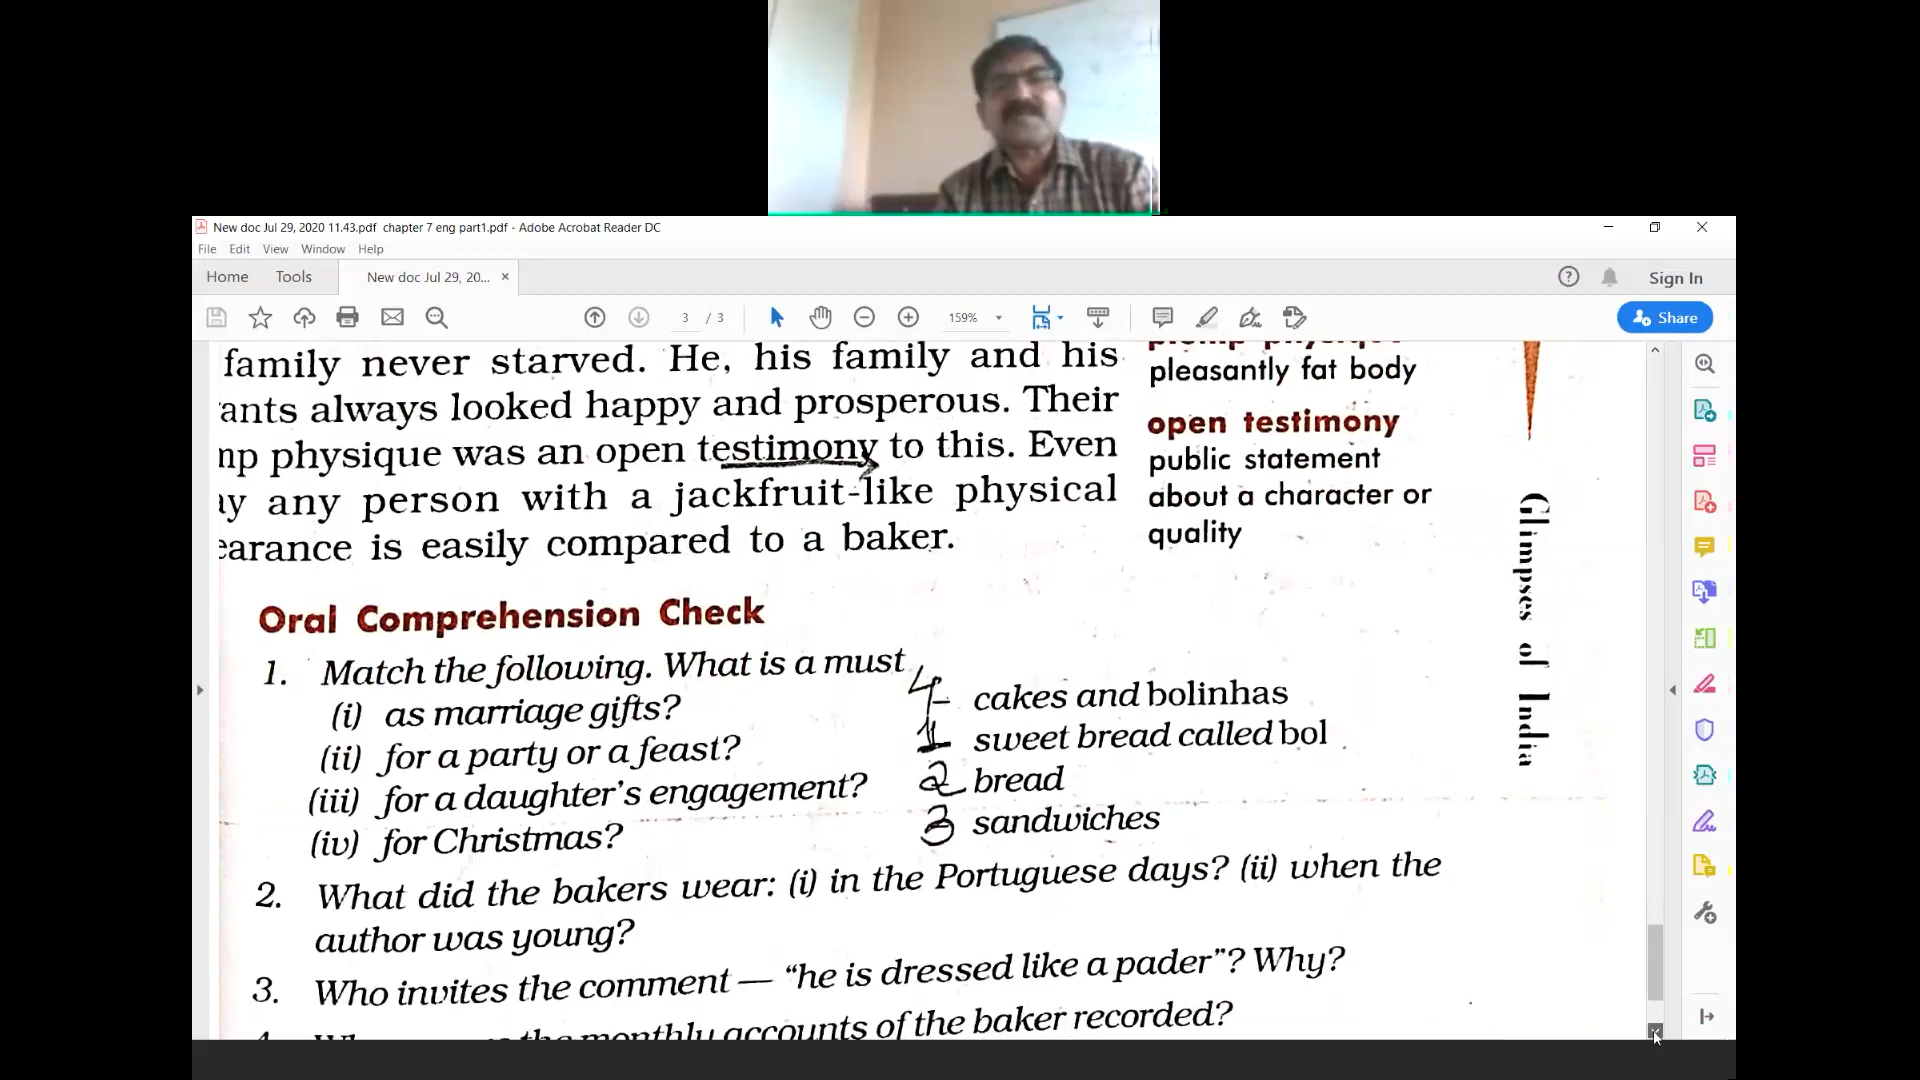 New doc Jul 29, 2020 11.43.pdf chapter 7 eng part1.pdf - Adobe Acrobat Reader DC
File Edit View Window Help
Home Tools New doc Jul 29, 20... × Sign In
3 / 3 159% Share
family never starved. He, his family and his
ants always looked happy and prosperous. Their
mp physique was an open testimony to this. Even
ay any person with a jackfruit-like physical
earance is easily compared to a baker.
plump physique
pleasantly fat body
open testimony
public statement
about a character or
quality
Glimpses of India
Oral Comprehension Check
1. Match the following. What is a must
(i) as marriage gifts? 4 - cakes and bolinhas
(ii) for a party or a feast? 1 sweet bread called bol
(iii) for a daughter's engagement? 2 bread
(iv) for Christmas? 3 sandwiches
2. What did the bakers wear: (i) in the Portuguese days? (ii) when the
author was young?
3. Who invites the comment — “he is dressed like a pader”? Why?
4. the monthly accounts of the baker recorded?